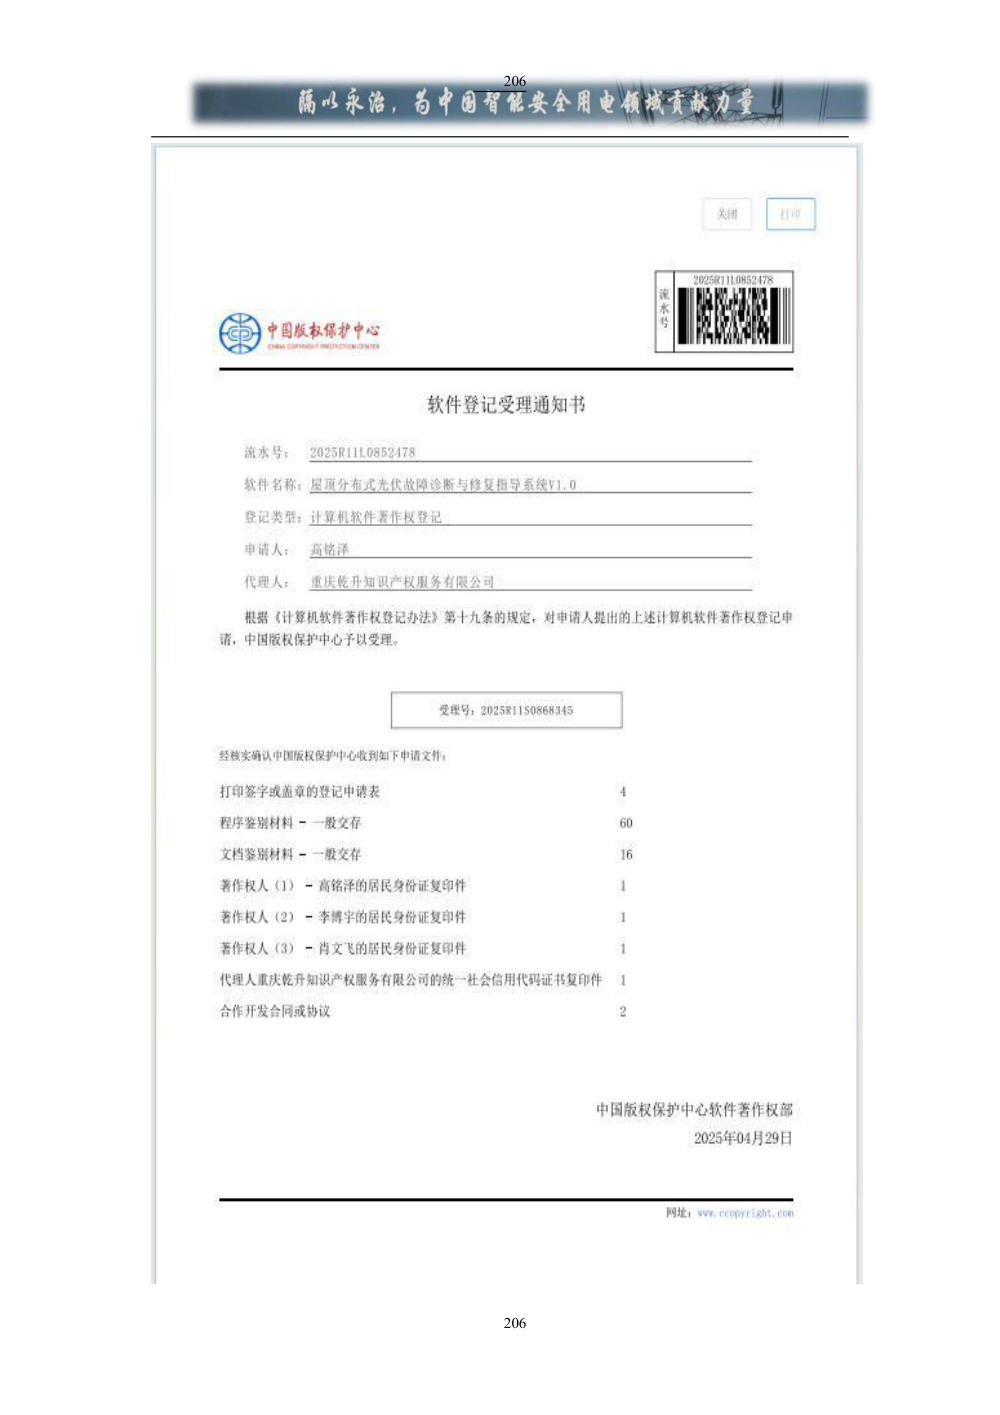 206
隔以永治，为中国智能安全用电领域贡献力量
关闭
打印
2025R11L0852478
流水号
中国版权保护中心
CHINA COPYRIGHT PROTECTION CENTER
软件登记受理通知书
流水号： 2025R11L0852478
软件名称：屋顶分布式光伏故障诊断与修复指导系统V1.0
登记类型：计算机软件著作权登记
申请人： 高铭泽
代理人： 重庆乾升知识产权服务有限公司
根据《计算机软件著作权登记办法》第十九条的规定，对申请人提出的上述计算机软件著作权登记申
请，中国版权保护中心予以受理。
受理号：2025R11S0868345
经核实确认中国版权保护中心收到如下申请文件：
打印签字或盖章的登记申请表 4
程序鉴别材料 - 一般交存 60
文档鉴别材料 - 一般交存 16
著作权人（1） - 高铭泽的居民身份证复印件 1
著作权人（2） - 李博宇的居民身份证复印件 1
著作权人（3） - 肖文飞的居民身份证复印件 1
代理人重庆乾升知识产权服务有限公司的统一社会信用代码证书复印件 1
合作开发合同或协议 2
中国版权保护中心软件著作权部
2025年04月29日
网址：www.ccopyright.com
206